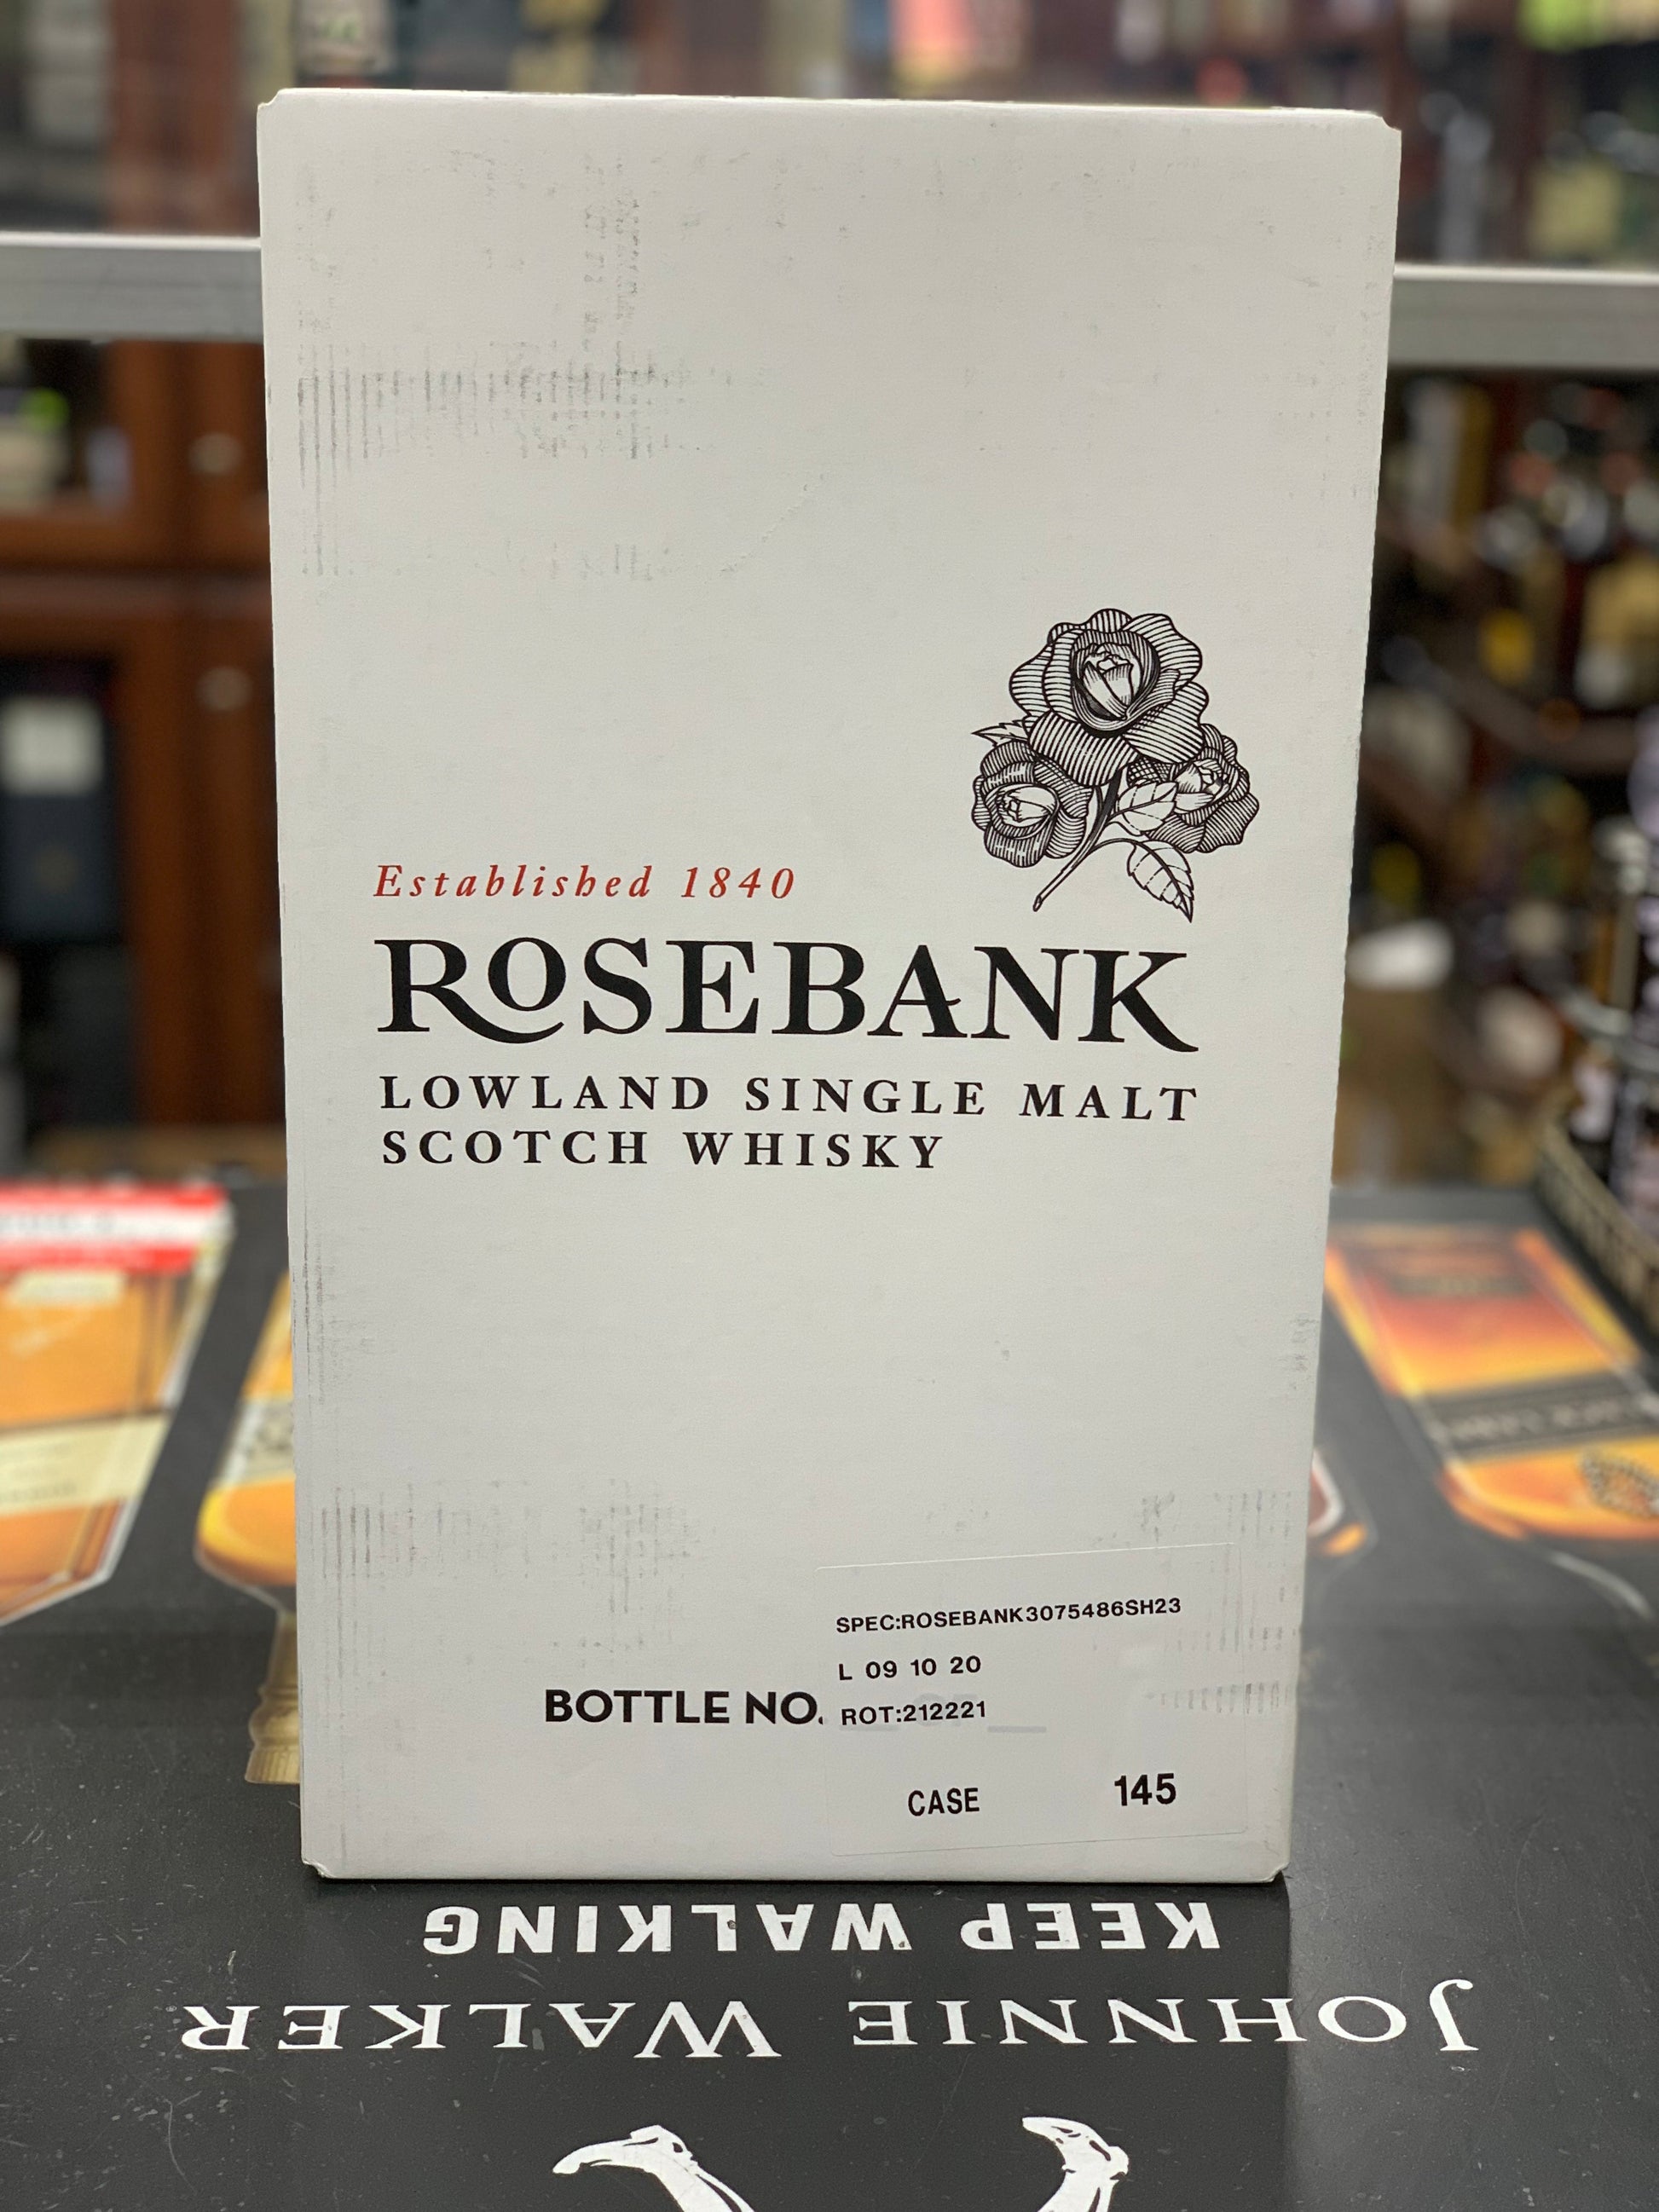 Established 1840
ROSEBANK
LOWLAND SINGLE MALT
SCOTCH WHISKY
SPEC:ROSEBANK3075486SH23
L 09 10 20
BOTTLE NO. ROT:212221
CASE 145
KEEP WALKING
JOHNNIE WALKER